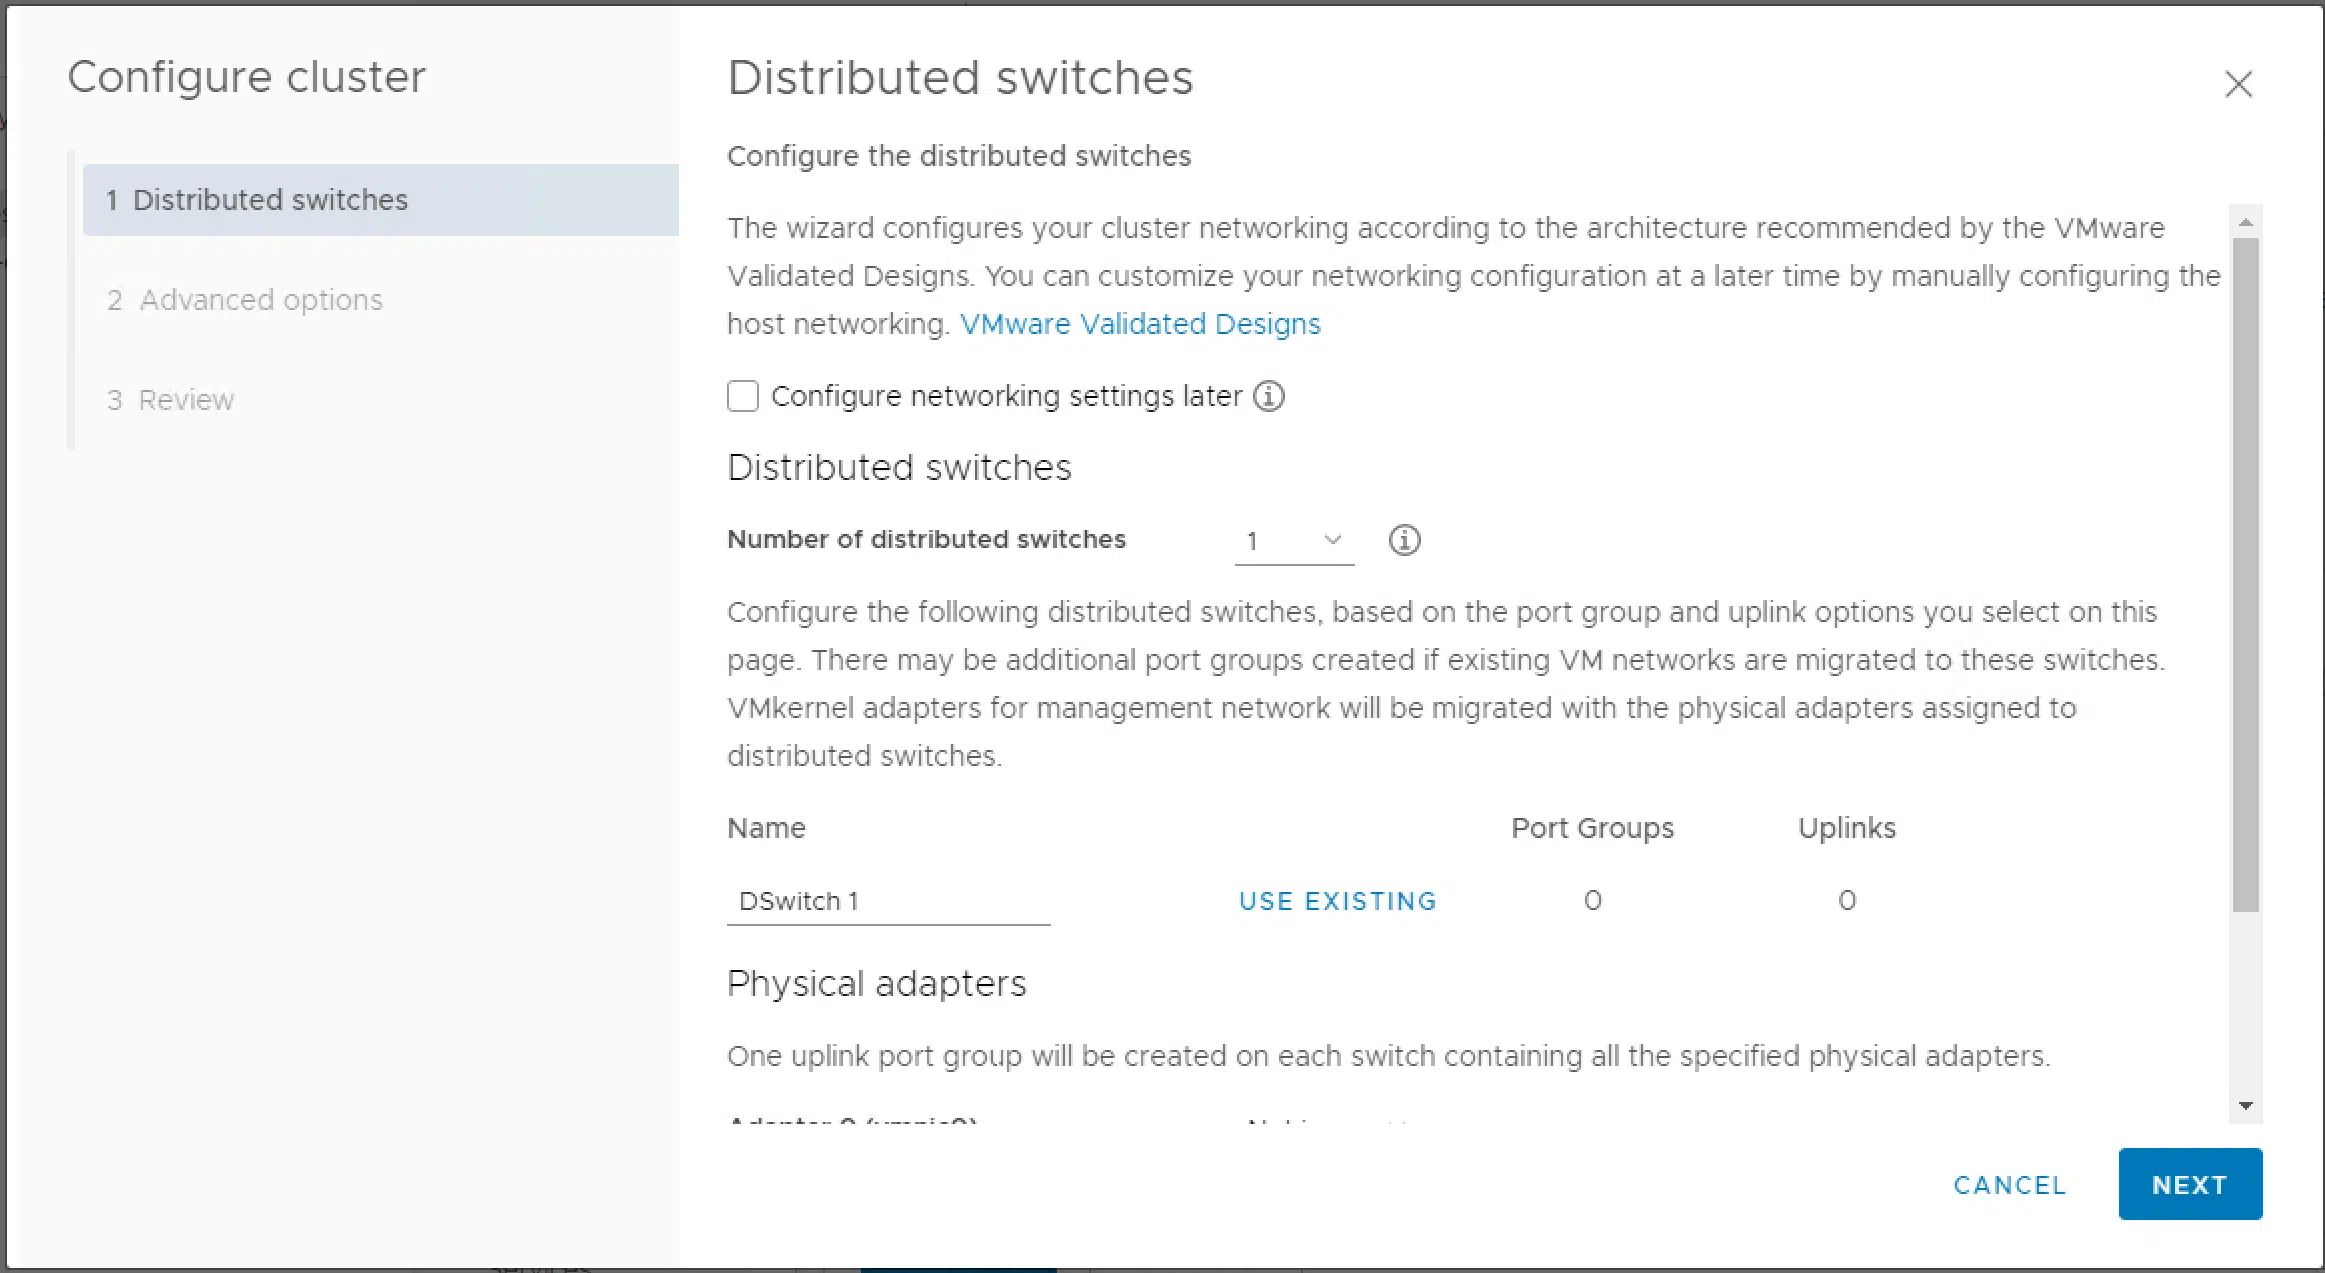 Configure cluster
1 Distributed switches
2 Advanced options
3 Review
Distributed switches
Configure the distributed switches
The wizard configures your cluster networking according to the architecture recommended by the VMware
Validated Designs. You can customize your networking configuration at a later time by manually configuring the
host networking. VMware Validated Designs
Configure networking settings later
Distributed switches
Number of distributed switches 1
Configure the following distributed switches, based on the port group and uplink options you select on this
page. There may be additional port groups created if existing VM networks are migrated to these switches.
VMkernel adapters for management network will be migrated with the physical adapters assigned to
distributed switches.
Name Port Groups Uplinks
DSwitch 1 USE EXISTING 0 0
Physical adapters
One uplink port group will be created on each switch containing all the specified physical adapters.
CANCEL NEXT